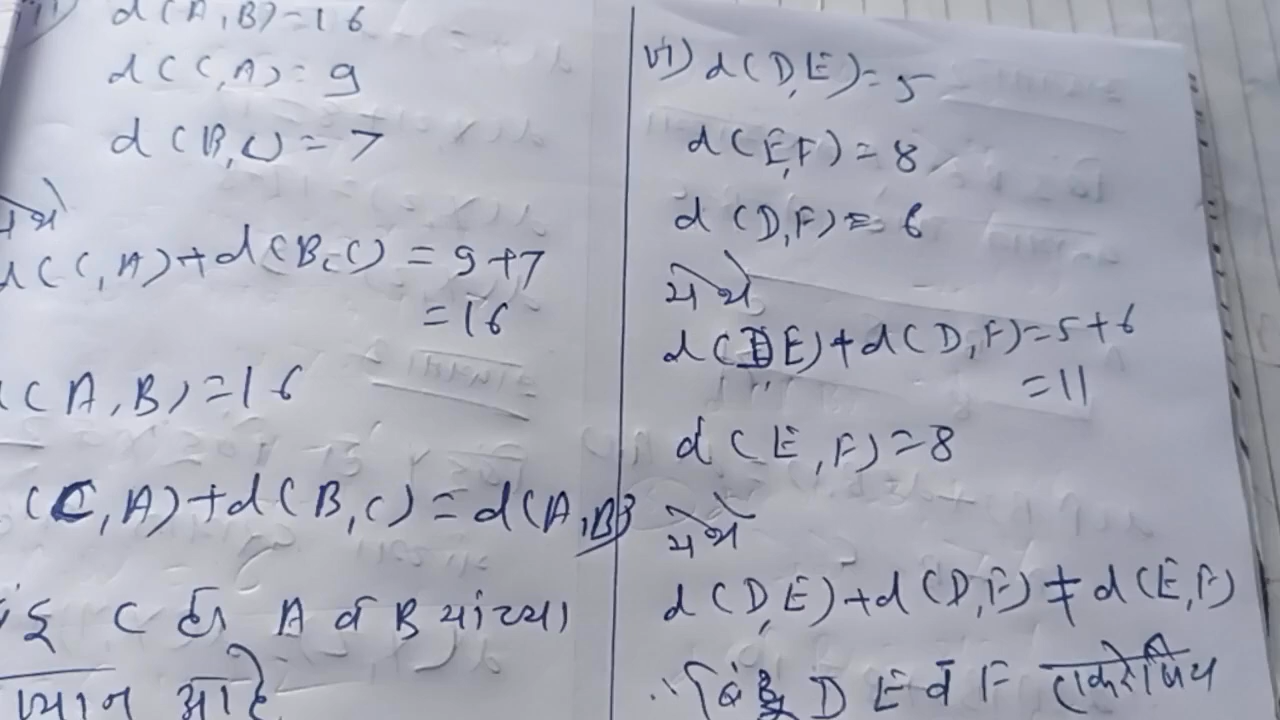 d(A,B)=16
d(C,A)=9
d(B,C)=7
येथे
d(C,A)+d(B,C)=9+7
=16
d(A,B)=16
(C,A)+d(B,C)=d(A,B)
C हा A व B यांच्या
आहे
vi) d(D,E)=5
d(E,F)=8
d(D,F)=6
येथे
d(D E)+d(D,F)=5+6
=11
d(E,F)=8
येथे
d(D,E)+d(D,F)≠d(E,F)
∴ बिंदू D E व F